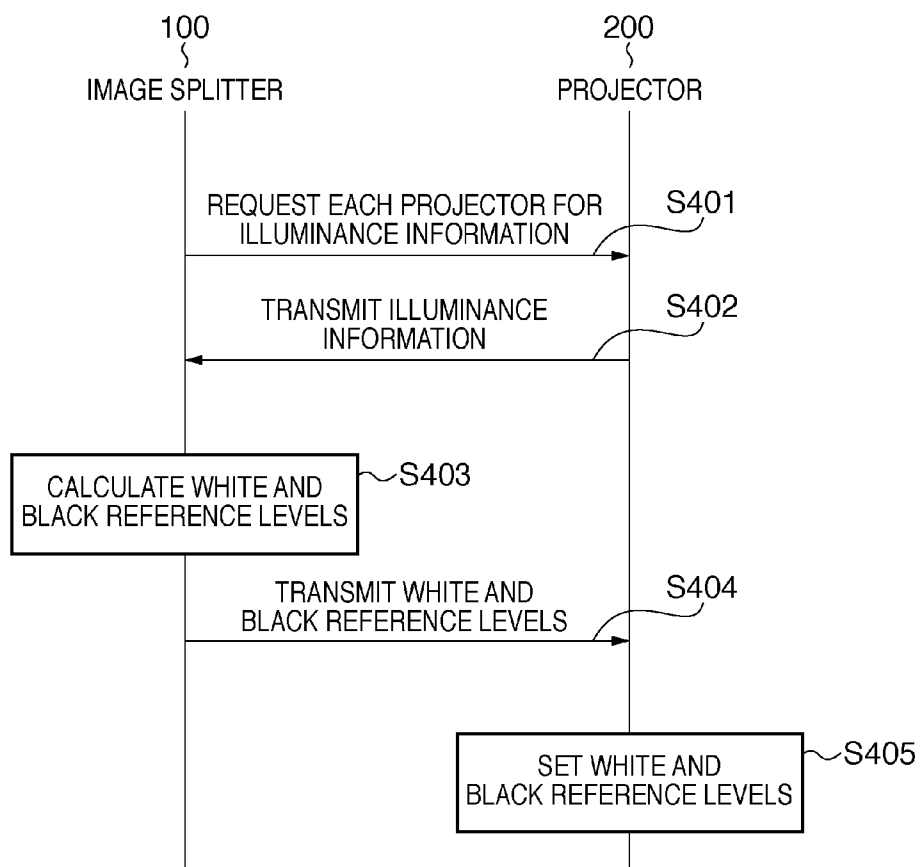 100
200
IMAGE SPLITTER
PROJECTOR
REQUEST EACH PROJECTOR FOR
ILLUMINANCE INFORMATION
S401
TRANSMIT ILLUMINANCE
INFORMATION
S402
CALCULATE WHITE AND
BLACK REFERENCE LEVELS
S403
TRANSMIT WHITE AND
BLACK REFERENCE LEVELS
S404
SET WHITE AND
BLACK REFERENCE LEVELS
S405